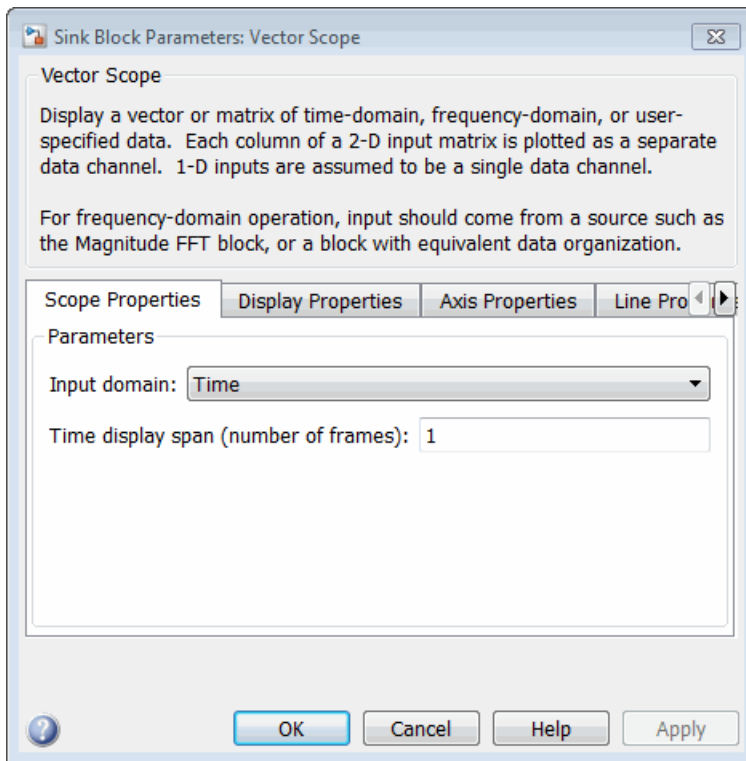 Sink Block Parameters: Vector Scope
Vector Scope
Display a vector or matrix of time-domain, frequency-domain, or user-
specified data.  Each column of a 2-D input matrix is plotted as a separate
data channel.  1-D inputs are assumed to be a single data channel.
For frequency-domain operation, input should come from a source such as
the Magnitude FFT block, or a block with equivalent data organization.
Scope Properties
Display Properties
Axis Properties
Line Pro
Parameters
Input domain: Time
Time display span (number of frames): 1
OK
Cancel
Help
Apply